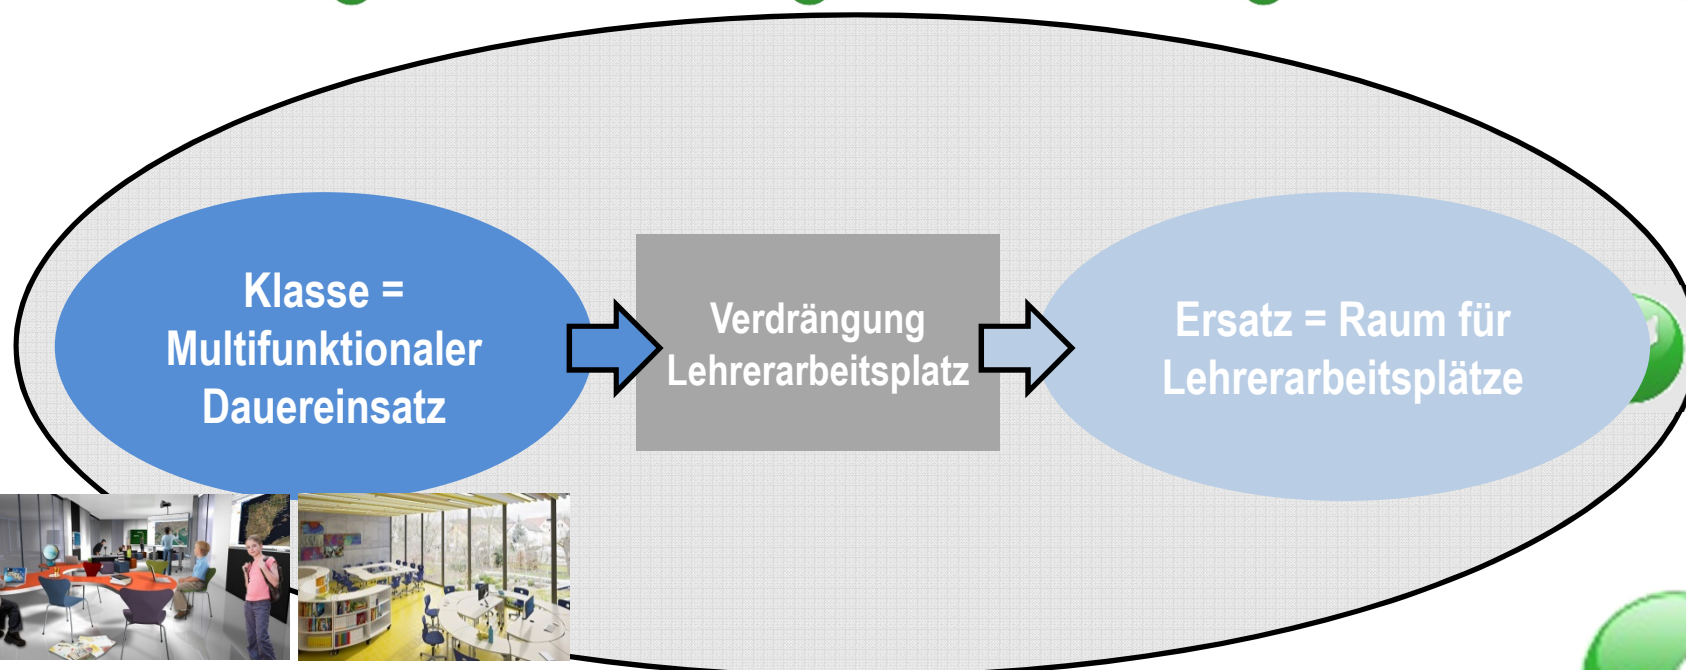 Klasse =
Multifunktionaler
Dauereinsatz
Verdrängung
Lehrerarbeitsplatz
Ersatz = Raum für
Lehrerarbeitsplätze